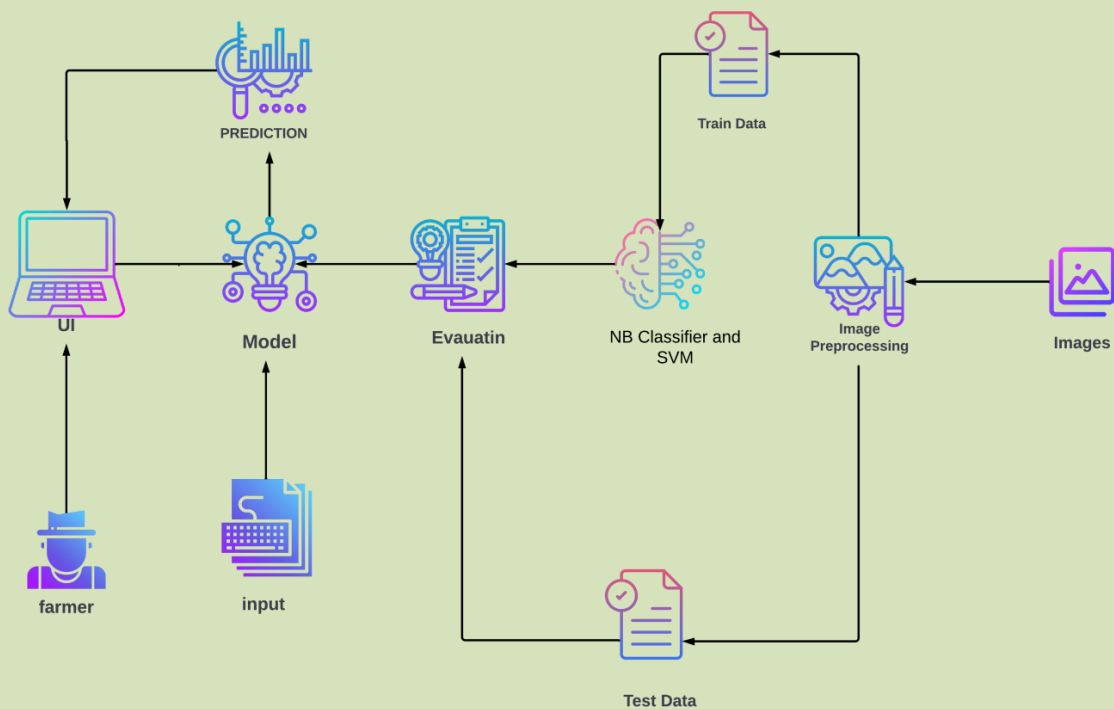 PREDICTION
Train Data
UI
Model
Evauatin
NB Classifier and
SVM
Image
Preprocessing
Images
farmer
input
Test Data